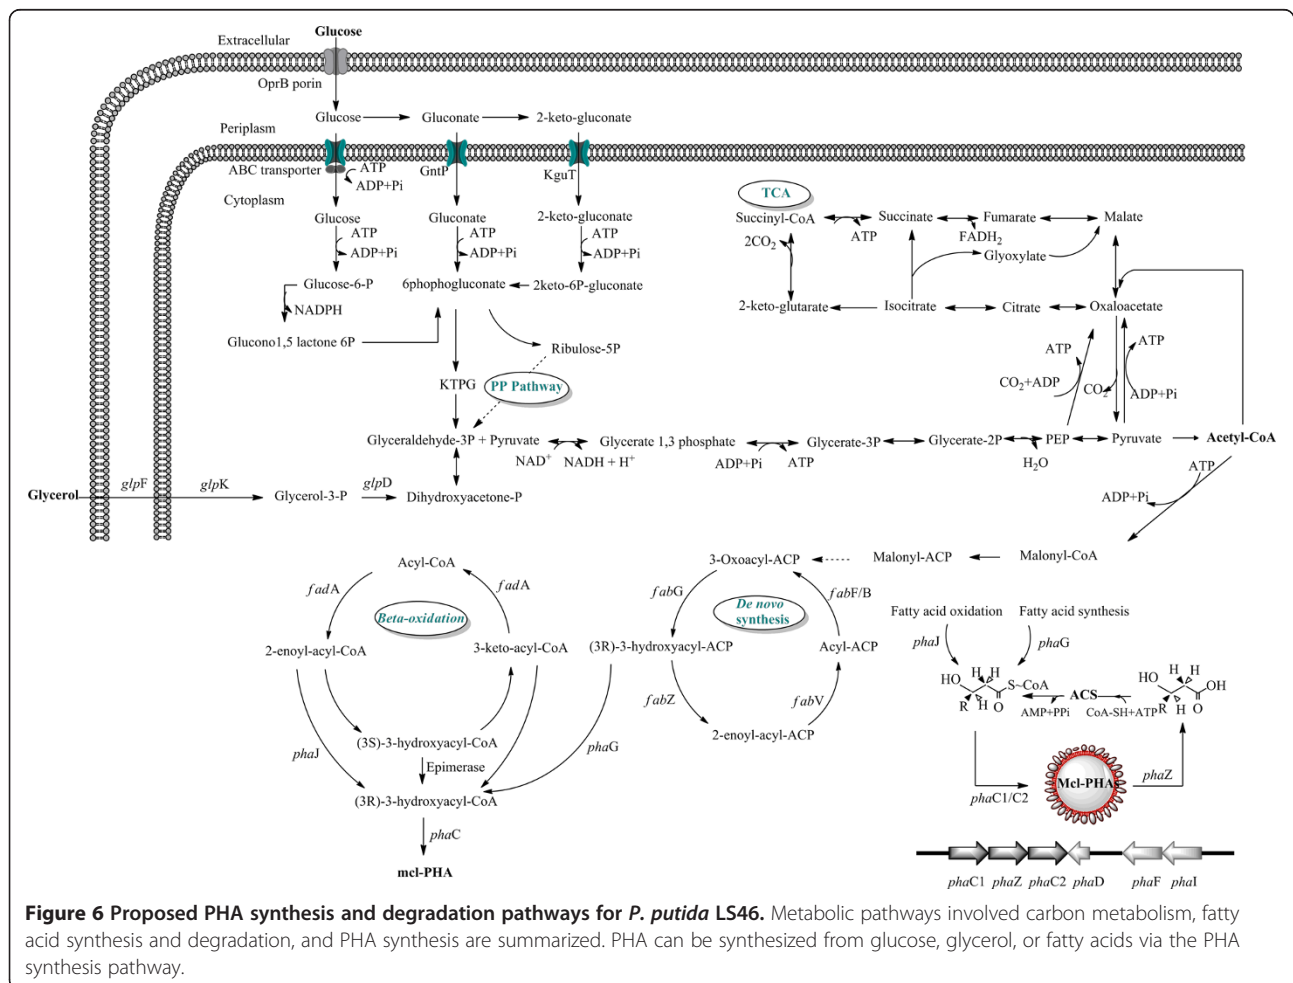 Glucose
Extracellular
OprB porin
Glucose
Gluconate
2-keto-gluconate
Periplasm
ABC transporter
ATP
ADP+Pi
GntP
KguT
Cytoplasm
Glucose
Gluconate
2-keto-gluconate
ATP
ADP+Pi
ATP
ADP+Pi
ATP
ADP+Pi
Glucose-6-P
6phophogluconate
2keto-6P-gluconate
NADPH
Glucono1,5 lactone 6P
Ribulose-5P
KTPG
PP Pathway
TCA
Succinyl-CoA
ATP
Succinate
FADH2
Fumarate
Malate
2CO2
Glyoxylate
2-keto-glutarate
Isocitrate
Citrate
Oxaloacetate
ATP
CO2+ADP
CO2
ATP
ADP+Pi
Glyceraldehyde-3P + Pyruvate
NAD+
NADH + H+
Glycerate 1,3 phosphate
ADP+Pi
ATP
Glycerate-3P
Glycerate-2P
H2O
PEP
Pyruvate
Acetyl-CoA
ATP
ADP+Pi
Glycerol
glpF
glpK
Glycerol-3-P
glpD
Dihydroxyacetone-P
Acyl-CoA
fadA
fadA
Beta-oxidation
2-enoyl-acyl-CoA
3-keto-acyl-CoA
(3S)-3-hydroxyacyl-CoA
phaJ
Epimerase
(3R)-3-hydroxyacyl-CoA
phaC
mcl-PHA
3-Oxoacyl-ACP
Malonyl-ACP
Malonyl-CoA
fabG
fabF/B
De novo
synthesis
(3R)-3-hydroxyacyl-ACP
Acyl-ACP
fabZ
fabV
2-enoyl-acyl-ACP
phaG
Fatty acid oxidation
Fatty acid synthesis
phaJ
phaG
HO
H
H
S~CoA
R
H
O
ACS
AMP+PPi
CoA-SH+ATP
HO
H
H
OH
R
H
O
phaC1/C2
Mcl-PHAs
phaZ
phaC1
phaZ
phaC2
phaD
phaF
phaI
Figure 6 Proposed PHA synthesis and degradation pathways for P. putida LS46. Metabolic pathways involved carbon metabolism, fatty
acid synthesis and degradation, and PHA synthesis are summarized. PHA can be synthesized from glucose, glycerol, or fatty acids via the PHA
synthesis pathway.